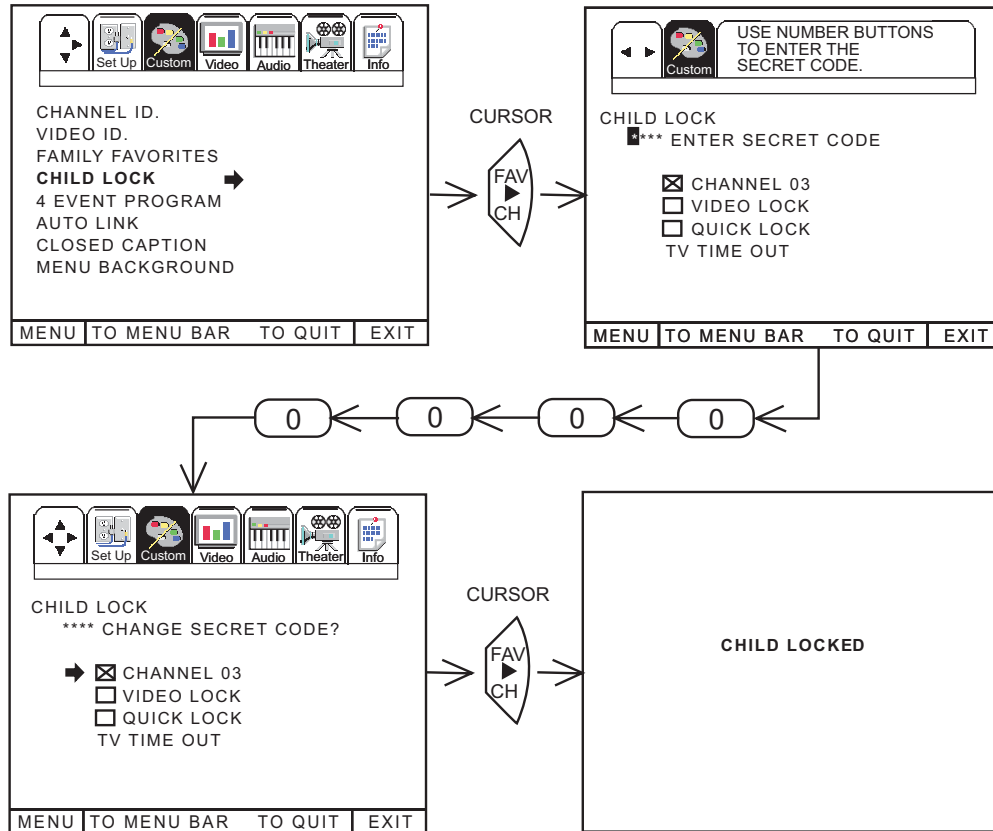 Set Up Custom Video Audio Theater Info
CHANNEL ID.
VIDEO ID.
FAMILY FAVORITES
CHILD LOCK
4 EVENT PROGRAM
AUTO LINK
CLOSED CAPTION
MENU BACKGROUND
MENU TO MENU BAR TO QUIT EXIT
CURSOR
FAV
CH
Custom
USE NUMBER BUTTONS
TO ENTER THE
SECRET CODE.
CHILD LOCK
**** ENTER SECRET CODE
CHANNEL 03
VIDEO LOCK
QUICK LOCK
TV TIME OUT
MENU TO MENU BAR TO QUIT EXIT
0 0 0 0
Set Up Custom Video Audio Theater Info
CHILD LOCK
**** CHANGE SECRET CODE?
CHANNEL 03
VIDEO LOCK
QUICK LOCK
TV TIME OUT
MENU TO MENU BAR TO QUIT EXIT
CURSOR
FAV
CH
CHILD LOCKED